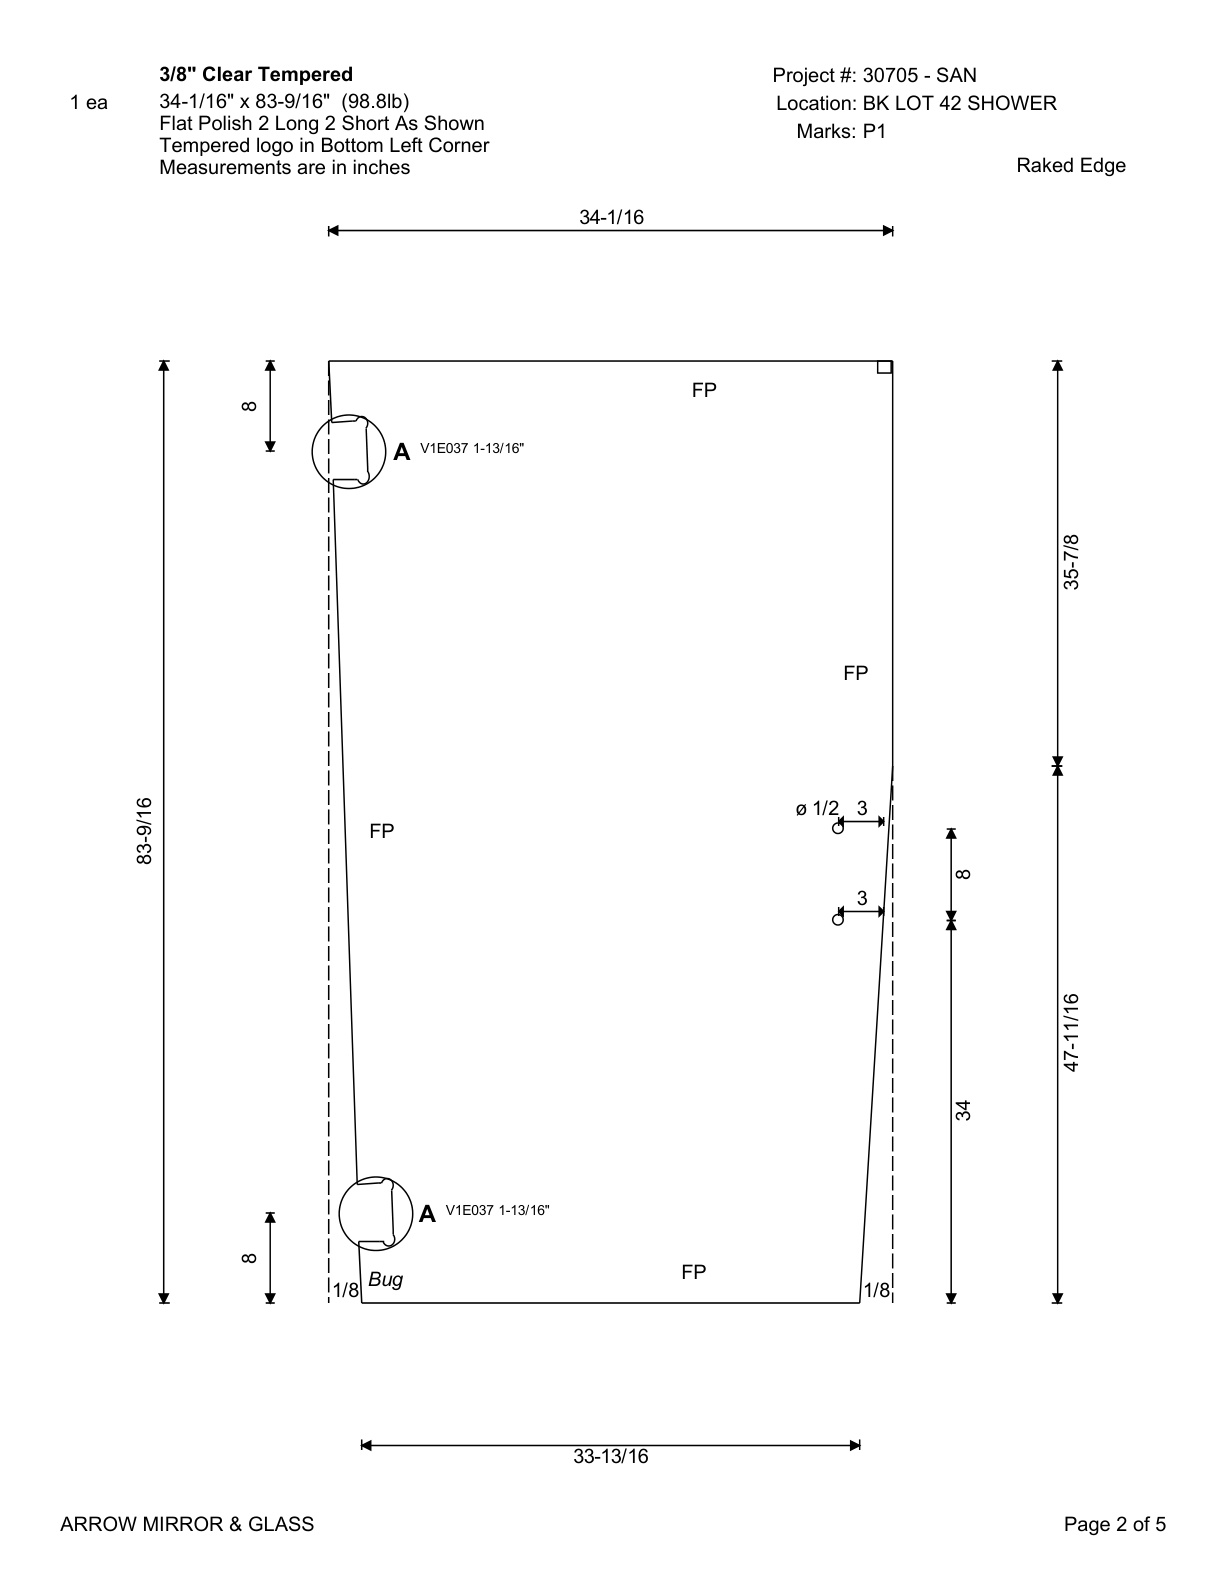 3/8" Clear Tempered
1 ea
34-1/16" x 83-9/16" (98.8lb)
Flat Polish 2 Long 2 Short As Shown
Tempered logo in Bottom Left Corner
Measurements are in inches
Project #: 30705 - SAN
Location: BK LOT 42 SHOWER
Marks: P1
Raked Edge
34-1/16
8
FP
A V1E037 1-13/16"
35-7/8
FP
83-9/16
FP
ø 1/2 3
8
3
47-11/16
34
A V1E037 1-13/16"
8
1/8 Bug
FP
1/8
33-13/16
ARROW MIRROR & GLASS
Page 2 of 5